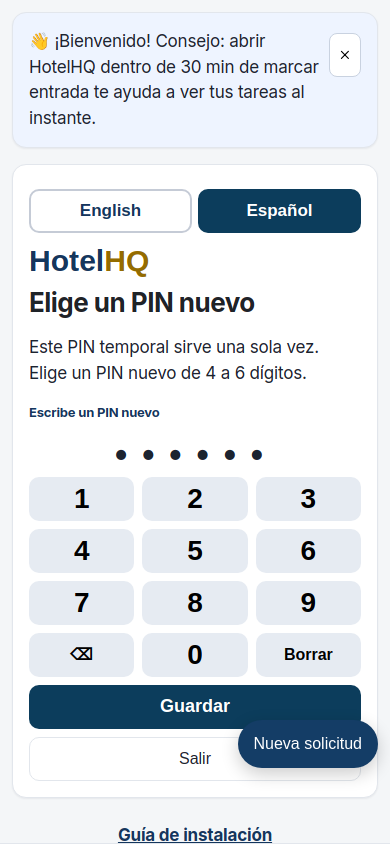 👋 ¡Bienvenido! Consejo: abrir
HotelHQ dentro de 30 min de marcar
entrada te ayuda a ver tus tareas al
instante.
×
English
Español
HotelHQ
Elige un PIN nuevo
Este PIN temporal sirve una sola vez.
Elige un PIN nuevo de 4 a 6 dígitos.
Escribe un PIN nuevo
● ● ● ● ● ●
1 2 3
4 5 6
7 8 9
⌫ 0 Borrar
Guardar
Nueva solicitud
Salir
Guía de instalación